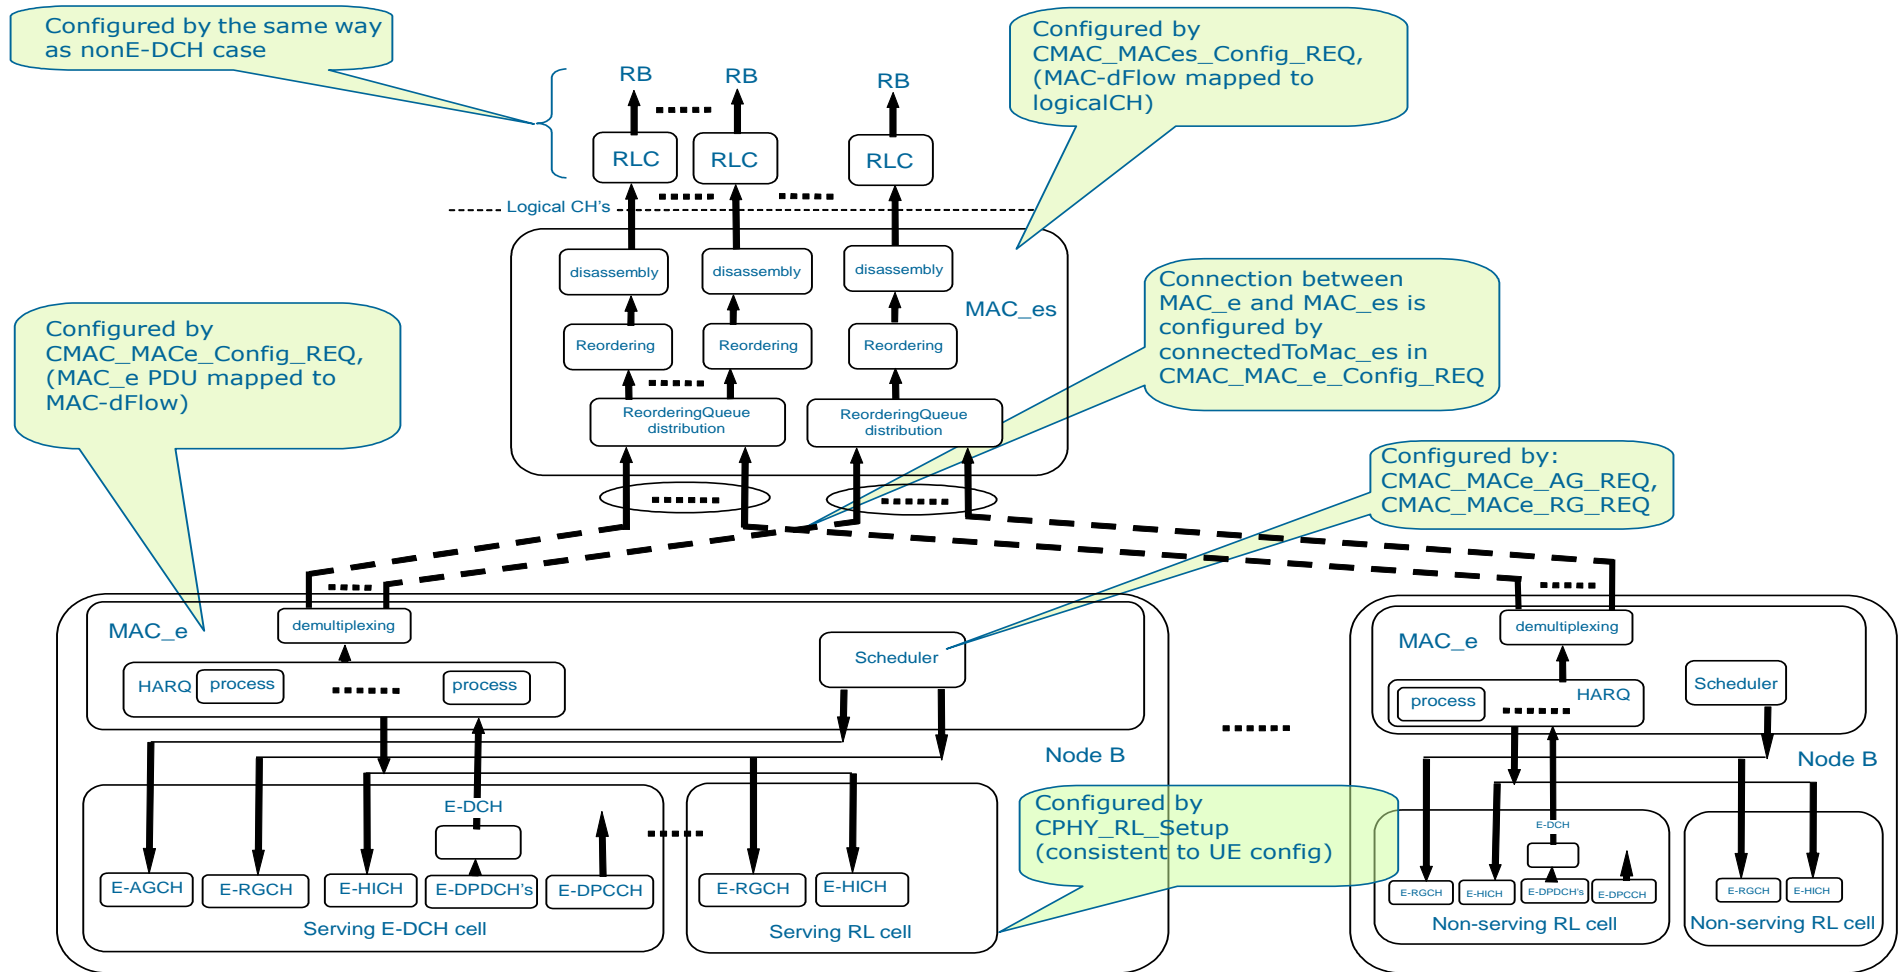 Configured by the same way
as nonE-DCH case
Configured by
CMAC_MACes_Config_REQ,
(MAC-dFlow mapped to
logicalCH)
RB
RB
RB
RLC
RLC
RLC
Logical CH's
disassembly
disassembly
disassembly
MAC_es
Reordering
Reordering
Reordering
ReorderingQueue
distribution
ReorderingQueue
distribution
Connection between
MAC_e and MAC_es is
configured by
connectedToMac_es in
CMAC_MAC_e_Config_REQ
Configured by
CMAC_MACe_Config_REQ,
(MAC_e PDU mapped to
MAC-dFlow)
Configured by:
CMAC_MACe_AG_REQ,
CMAC_MACe_RG_REQ
MAC_e
demultiplexing
Scheduler
HARQ
process
process
Node B
E-DCH
E-AGCH
E-RGCH
E-HICH
E-DPDCH's
E-DPCCH
Serving E-DCH cell
E-RGCH
E-HICH
Serving RL cell
Configured by
CPHY_RL_Setup
(consistent to UE config)
MAC_e
demultiplexing
Scheduler
process
HARQ
Node B
E-DCH
E-RGCH
E-HICH
E-DPDCH's
E-DPCCH
Non-serving RL cell
E-RGCH
E-HICH
Non-serving RL cell